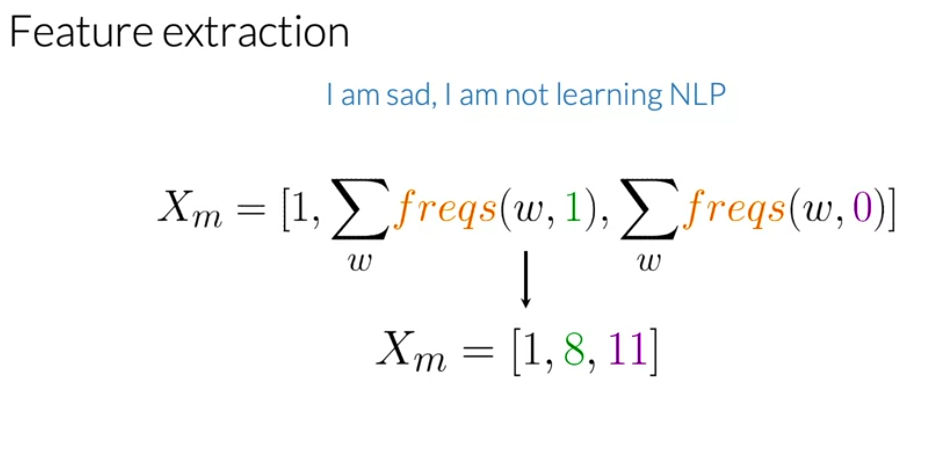 Feature extraction
I am sad, I am not learning NLP
X_m = [1, ∑_w freqs(w, 1), ∑_w freqs(w, 0)]
X_m = [1, 8, 11]